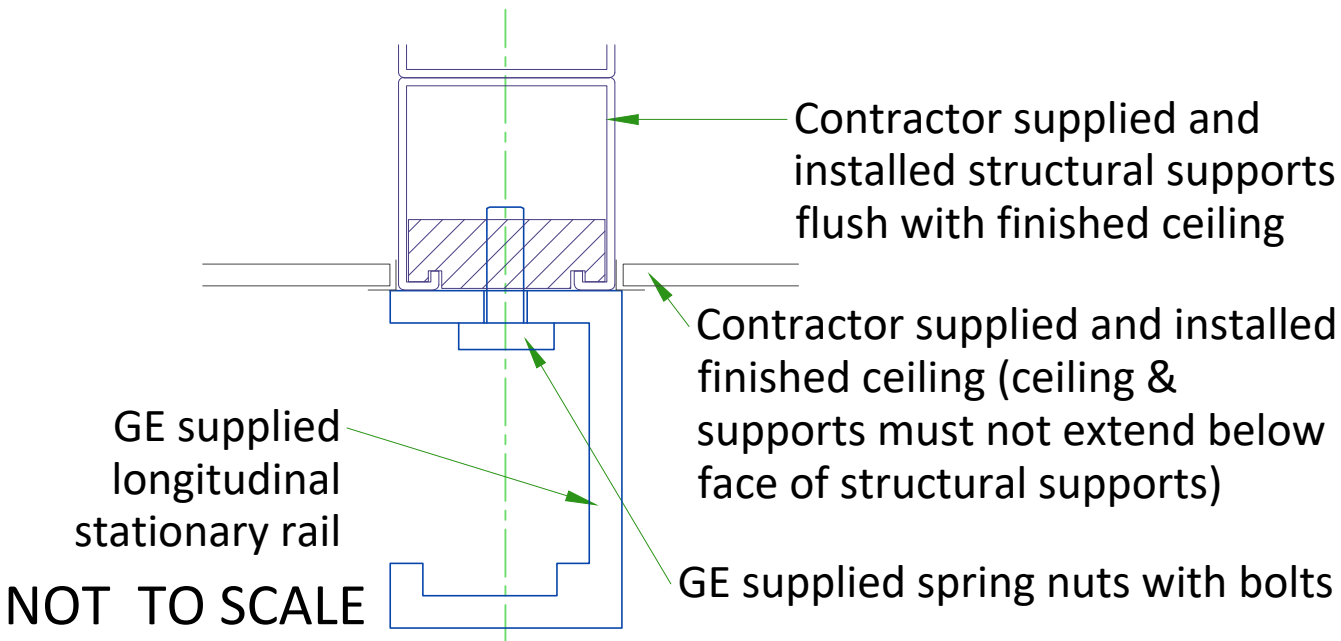 Contractor supplied and
installed structural supports
flush with finished ceiling
Contractor supplied and installed
finished ceiling (ceiling &
supports must not extend below
face of structural supports)
GE supplied
longitudinal
stationary rail
GE supplied spring nuts with bolts
NOT TO SCALE